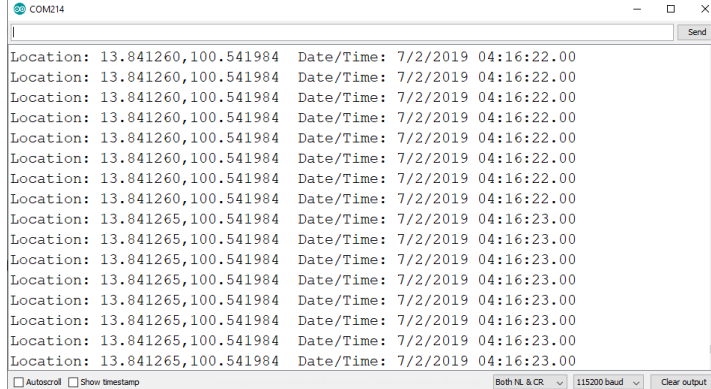 COM214
Send
Location: 13.841260,100.541984  Date/Time: 7/2/2019 04:16:22.00
Location: 13.841260,100.541984  Date/Time: 7/2/2019 04:16:22.00
Location: 13.841260,100.541984  Date/Time: 7/2/2019 04:16:22.00
Location: 13.841260,100.541984  Date/Time: 7/2/2019 04:16:22.00
Location: 13.841260,100.541984  Date/Time: 7/2/2019 04:16:22.00
Location: 13.841260,100.541984  Date/Time: 7/2/2019 04:16:22.00
Location: 13.841260,100.541984  Date/Time: 7/2/2019 04:16:22.00
Location: 13.841260,100.541984  Date/Time: 7/2/2019 04:16:22.00
Location: 13.841265,100.541984  Date/Time: 7/2/2019 04:16:23.00
Location: 13.841265,100.541984  Date/Time: 7/2/2019 04:16:23.00
Location: 13.841265,100.541984  Date/Time: 7/2/2019 04:16:23.00
Location: 13.841265,100.541984  Date/Time: 7/2/2019 04:16:23.00
Location: 13.841265,100.541984  Date/Time: 7/2/2019 04:16:23.00
Location: 13.841265,100.541984  Date/Time: 7/2/2019 04:16:23.00
Location: 13.841265,100.541984  Date/Time: 7/2/2019 04:16:23.00
Location: 13.841265,100.541984  Date/Time: 7/2/2019 04:16:23.00
Autoscroll Show timestamp Both NL & CR 115200 baud Clear output